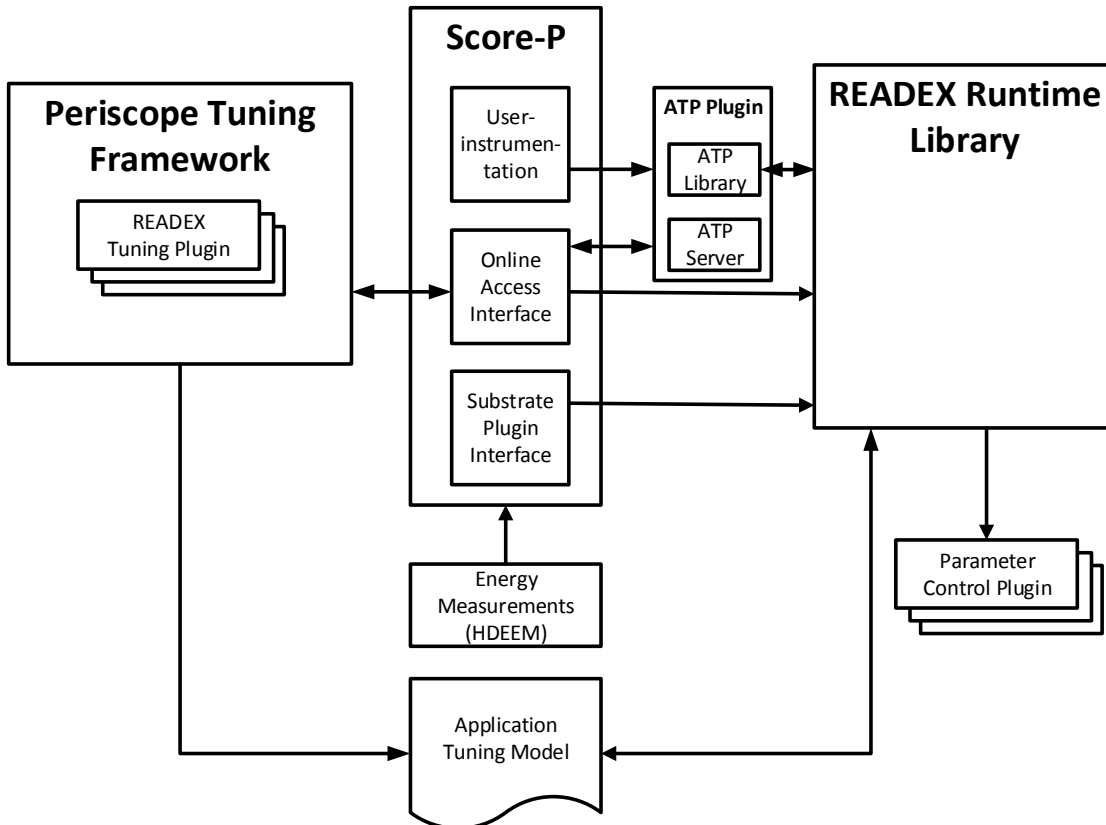 Periscope Tuning
Framework
READEX
Tuning Plugin
Score-P
User-
instrumen-
tation
Online
Access
Interface
Substrate
Plugin
Interface
Energy
Measurements
(HDEEM)
Application
Tuning Model
ATP Plugin
ATP
Library
ATP
Server
READEX Runtime
Library
Parameter
Control Plugin